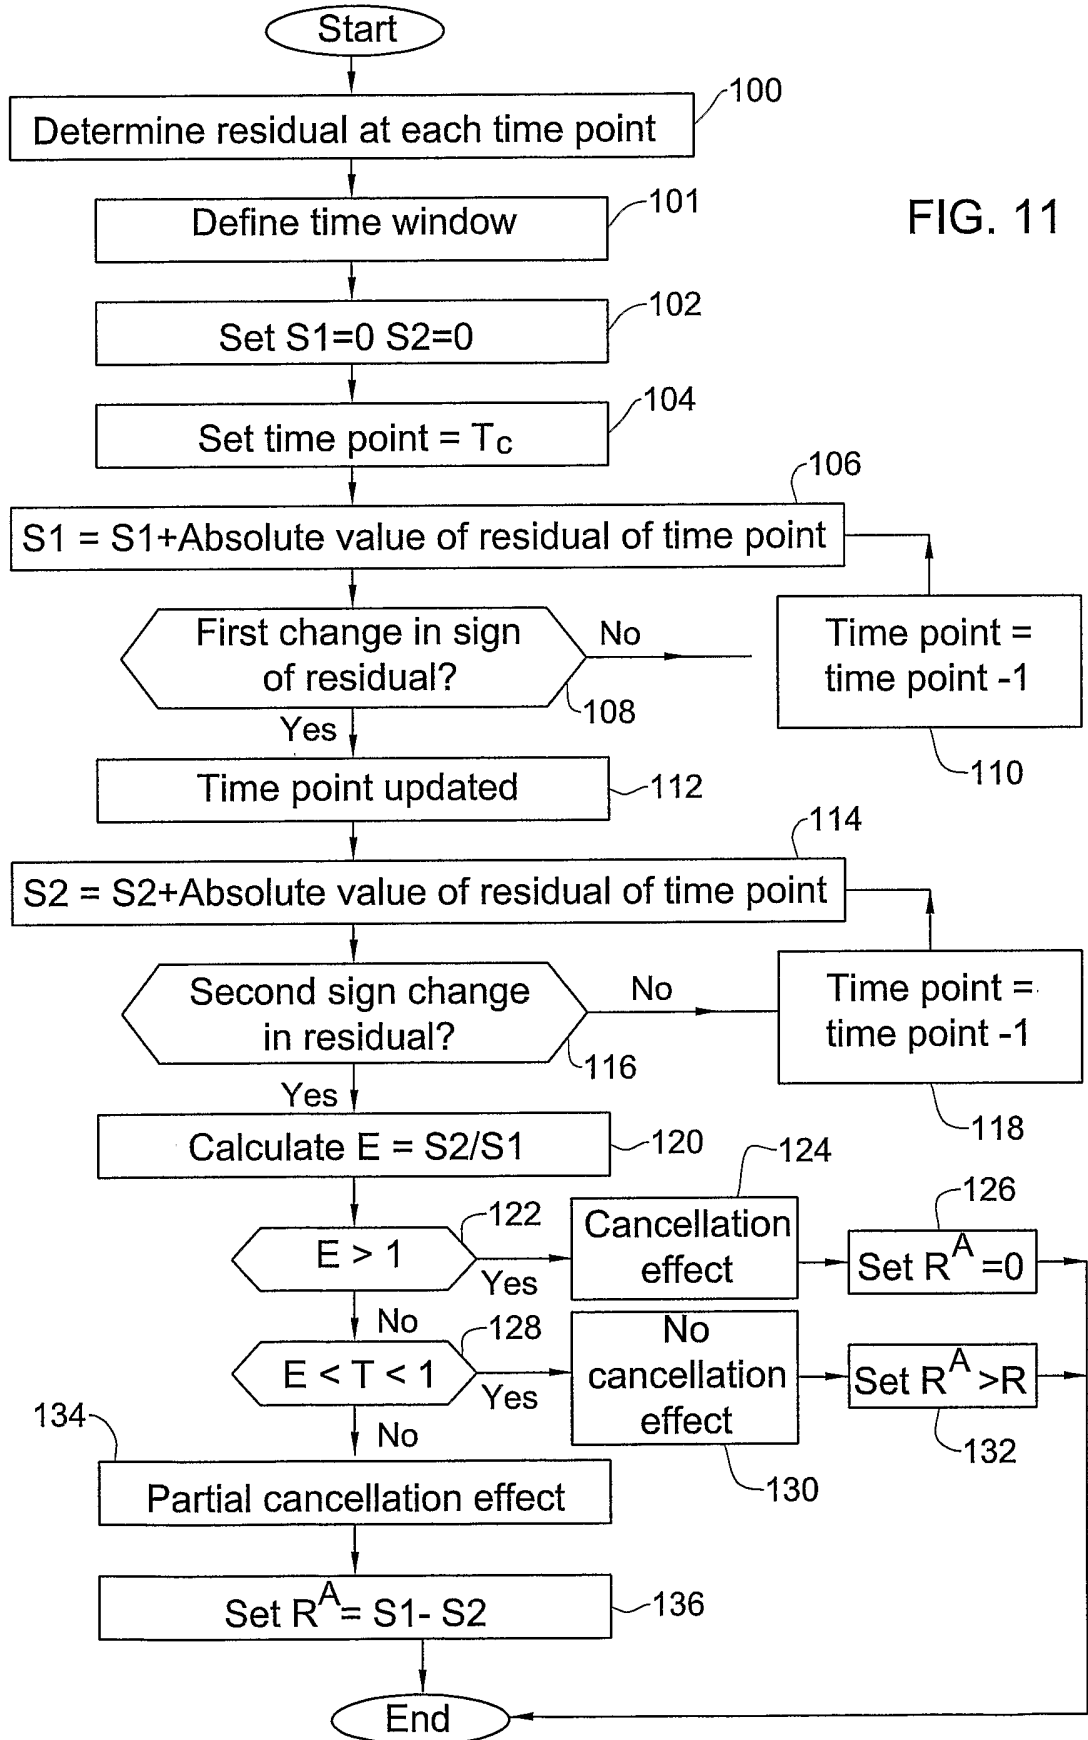 Start
100
Determine residual at each time point
101
Define time window
FIG. 11
102
Set S1=0 S2=0
104
Set time point = Tc
106
S1 = S1+Absolute value of residual of time point
First change in sign
of residual?
No
108
Yes
Time point =
time point -1
110
Time point updated
112
114
S2 = S2+Absolute value of residual of time point
Second sign change
in residual?
No
116
Yes
Time point =
time point -1
118
Calculate E = S2/S1
120
122
E > 1
Yes
No
124
Cancellation
effect
126
Set R^A =0
128
E < T < 1
Yes
No
No
cancellation
effect
130
Set R^A >R
132
134
Partial cancellation effect
Set R^A = S1- S2
136
End